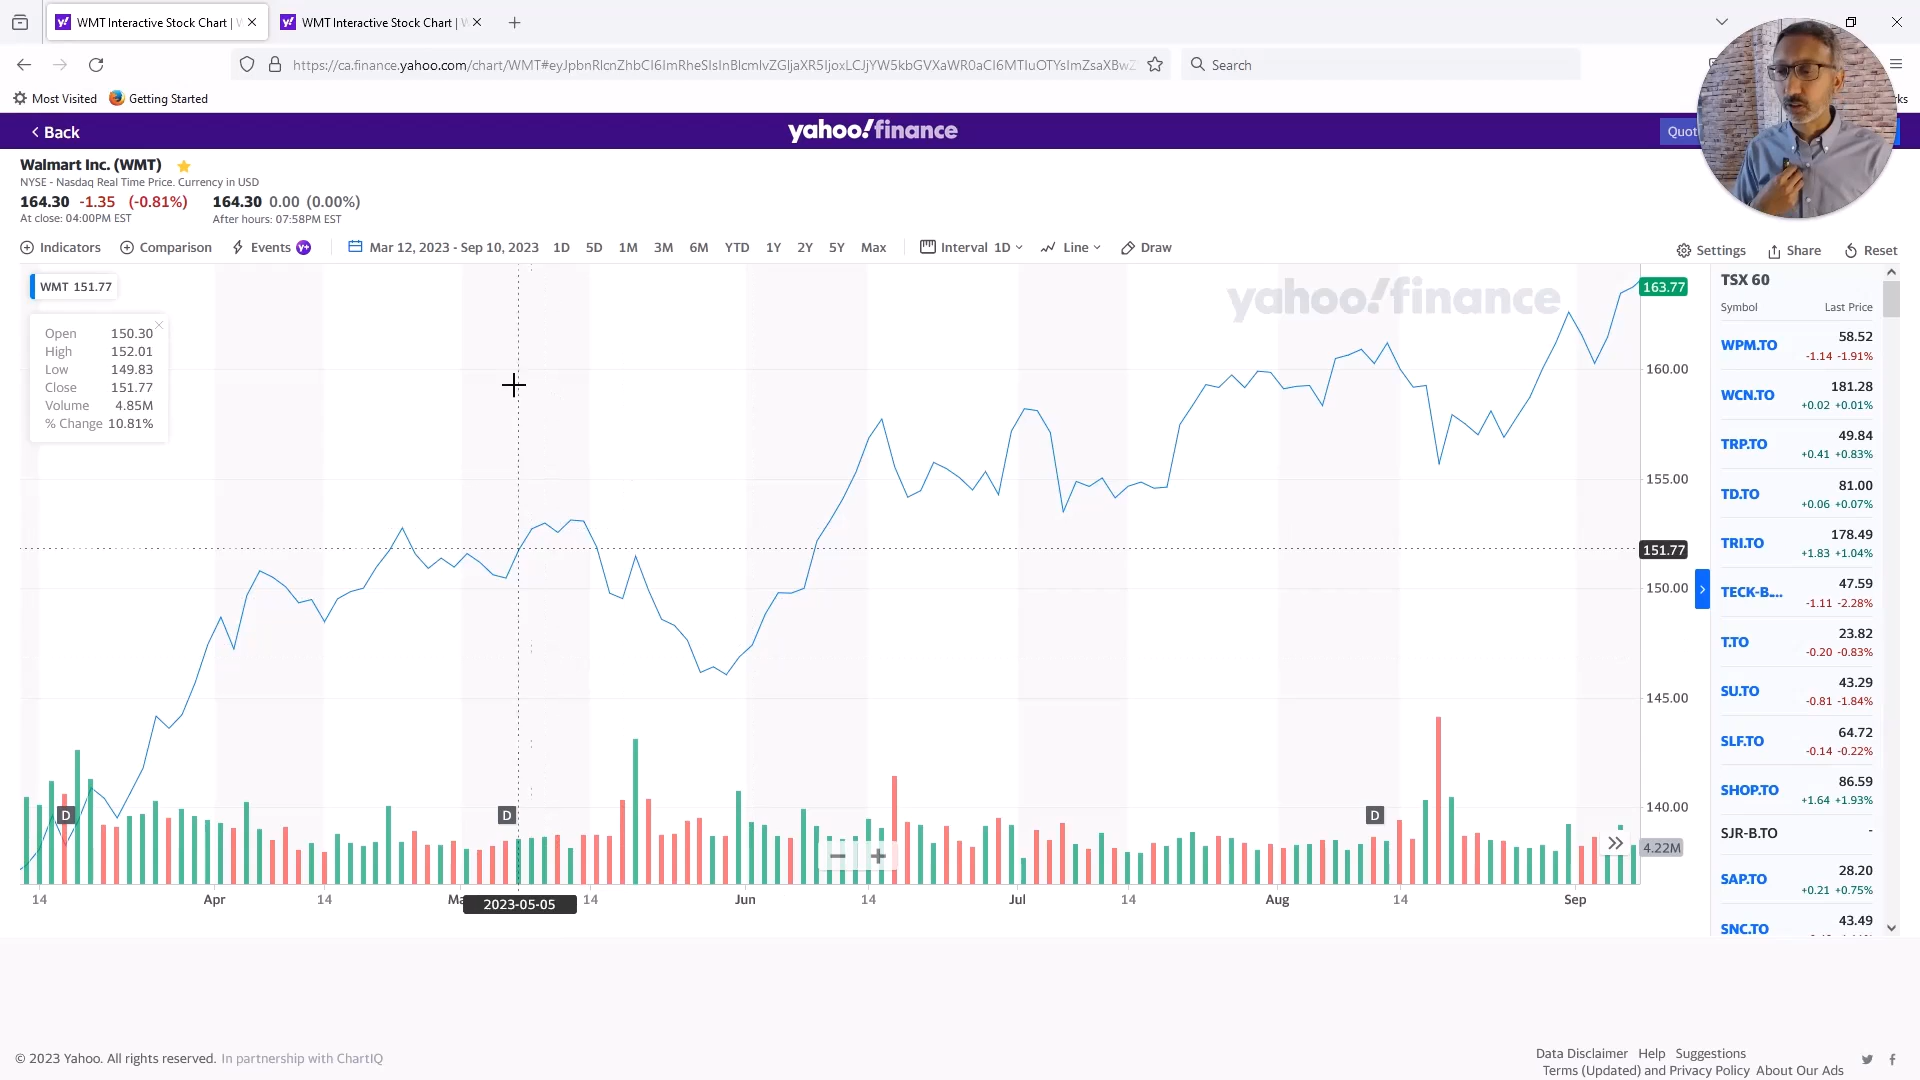 WMT Interactive Stock Chart |
WMT Interactive Stock Chart |
https://ca.finance.yahoo.com/chart/WMT#
Search
Most Visited
Getting Started
Back
yahoo!finance
Quot
Walmart Inc. (WMT)
NYSE - Nasdaq Real Time Price. Currency in USD
164.30 -1.35 (-0.81%) 164.30 0.00 (0.00%)
At close: 04:00PM EST After hours: 07:58PM EST
Indicators Comparison Events Y+ Mar 12, 2023 - Sep 10, 2023 1D 5D 1M 3M 6M YTD 1Y 2Y 5Y Max Interval 1D Line Draw
Settings Share Reset
WMT 151.77
Open 150.30
High 152.01
Low 149.83
Close 151.77
Volume 4.85M
% Change 10.81%
yahoo!finance
163.77
160.00
155.00
151.77
150.00
145.00
140.00
4.22M
D
D
D
14 Apr 14 Ma 2023-05-05 14 Jun 14 Jul 14 Aug 14 Sep
TSX 60
Symbol Last Price
WPM.TO 58.52
-1.14 -1.91%
WCN.TO 181.28
+0.02 +0.01%
TRP.TO 49.84
+0.41 +0.83%
TD.TO 81.00
+0.06 +0.07%
TRI.TO 178.49
+1.83 +1.04%
TECK-B.... 47.59
-1.11 -2.28%
T.TO 23.82
-0.20 -0.83%
SU.TO 43.29
-0.81 -1.84%
SLF.TO 64.72
-0.14 -0.22%
SHOP.TO 86.59
+1.64 +1.93%
SJR-B.TO -
SAP.TO 28.20
+0.21 +0.75%
SNC.TO 43.49
© 2023 Yahoo. All rights reserved. In partnership with ChartIQ
Data Disclaimer Help Suggestions
Terms (Updated) and Privacy Policy About Our Ads